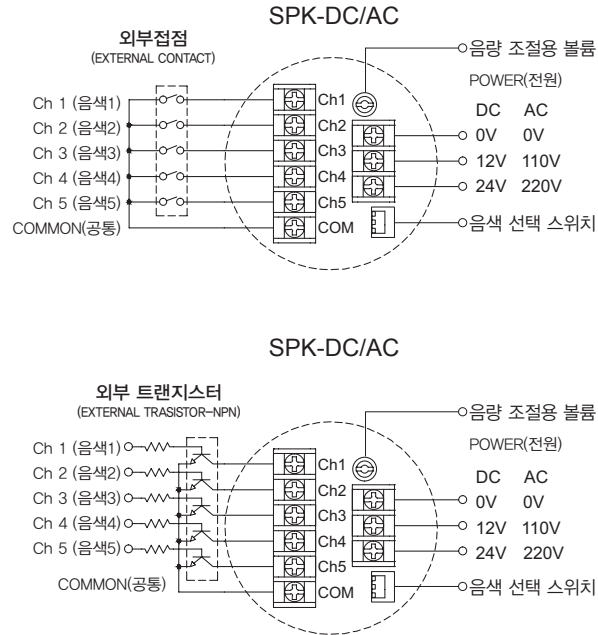 SPK-DC/AC
외부접점
(EXTERNAL CONTACT)
음량 조절용 볼륨
POWER(전원)
DC AC
0V 0V
12V 110V
24V 220V
음색 선택 스위치
Ch 1 (음색1)
Ch 2 (음색2)
Ch 3 (음색3)
Ch 4 (음색4)
Ch 5 (음색5)
COMMON(공통)
Ch1
Ch2
Ch3
Ch4
Ch5
COM
SPK-DC/AC
외부 트랜지스터
(EXTERNAL TRASISTOR-NPN)
음량 조절용 볼륨
POWER(전원)
DC AC
0V 0V
12V 110V
24V 220V
음색 선택 스위치
Ch 1 (음색1)
Ch 2 (음색2)
Ch 3 (음색3)
Ch 4 (음색4)
Ch 5 (음색5)
COMMON(공통)
Ch1
Ch2
Ch3
Ch4
Ch5
COM